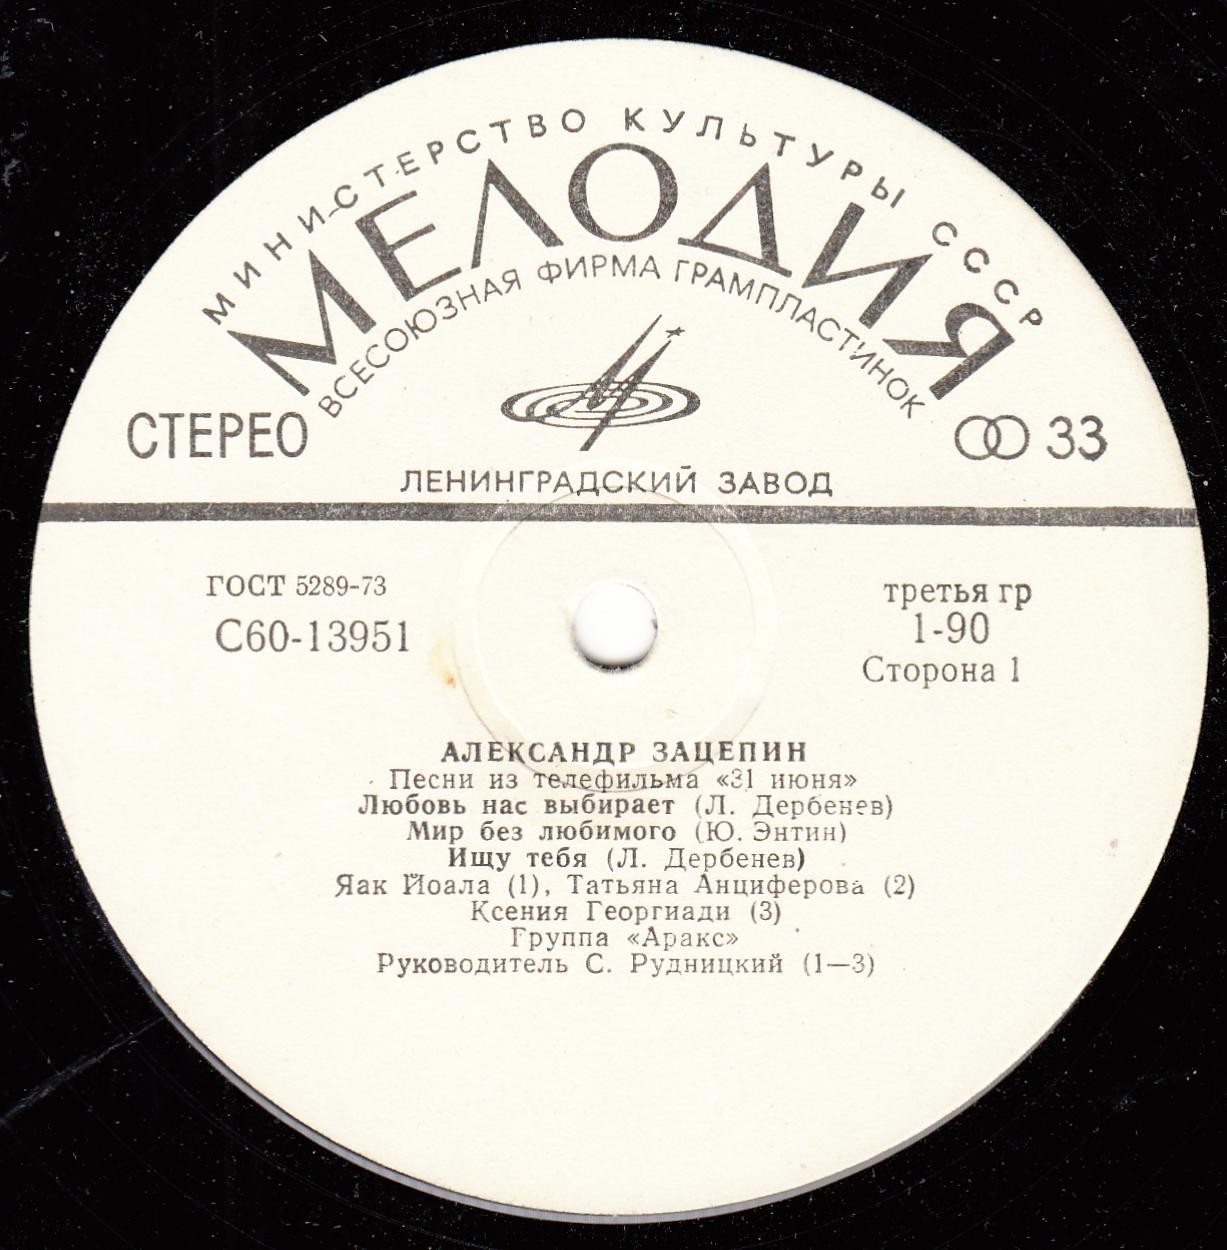 МИНИСТЕРСТВО КУЛЬТУРЫ СССР
МЕЛОДИЯ
ВСЕСОЮЗНАЯ ФИРМА ГРАМПЛАСТИНОК
СТЕРЕО
33
ЛЕНИНГРАДСКИЙ ЗАВОД
ГОСТ 5289-73
С60-13951
третья гр
1-90
Сторона 1
АЛЕКСАНДР ЗАЦЕПИН
Песни из телефильма «31 июня»
Любовь нас выбирает (Л. Дербенев)
Мир без любимого (Ю. Энтин)
Ищу тебя (Л. Дербенев)
Яак Йоала (1), Татьяна Анциферова (2)
Ксения Георгиади (3)
Группа «Аракс»
Руководитель С. Рудницкий (1—3)